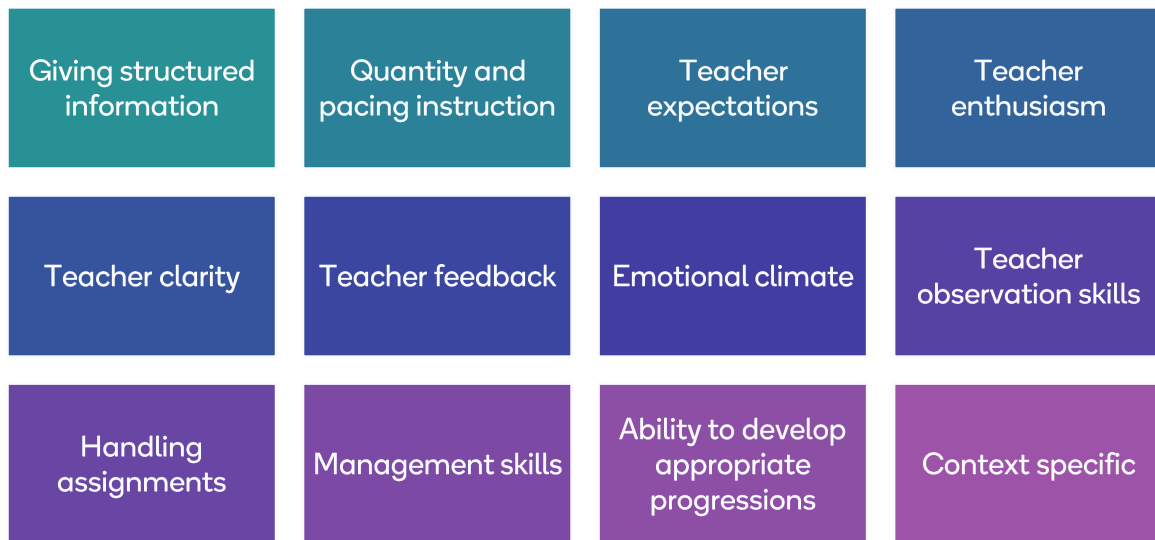 Giving structured
information
Quantity and
pacing instruction
Teacher
expectations
Teacher
enthusiasm
Teacher clarity
Teacher feedback
Emotional climate
Teacher
observation skills
Handling
assignments
Management skills
Ability to develop
appropriate
progressions
Context specific